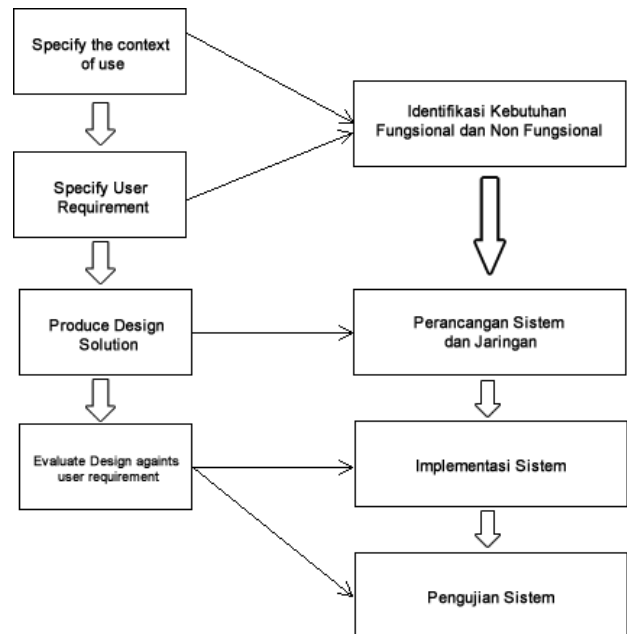 Specify the context
of use
Identifikasi Kebutuhan
Fungsional dan Non Fungsional
Specify User
Requirement
Produce Design
Solution
Perancangan Sistem
dan Jaringan
Evaluate Design againts
user requirement
Implementasi Sistem
Pengujian Sistem